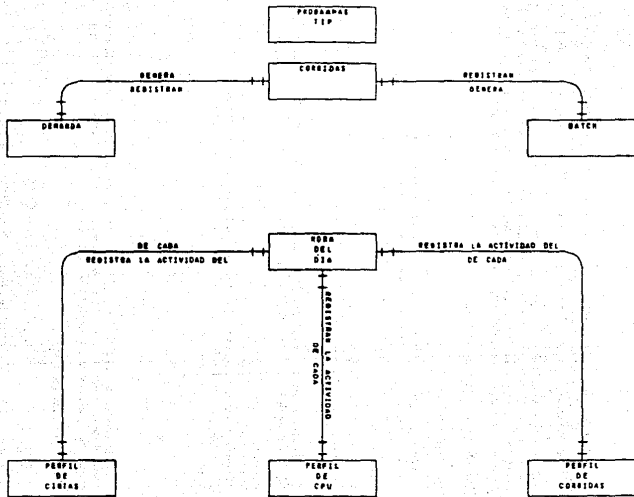 PROGRAMAS
TIP
CORRIDAS
GENERA
REGISTRAN
REGISTRAN
GENERA
DEMANDA
BATCH
HORA
DEL
DIA
DE CADA
REGISTRA LA ACTIVIDAD DEL
REGISTRA LA ACTIVIDAD DEL
DE CADA
REGISTRAN LA ACTIVIDAD
DE CADA
PERFIL
DE
CINTAS
PERFIL
DE
CPU
PERFIL
DE
CORRIDAS